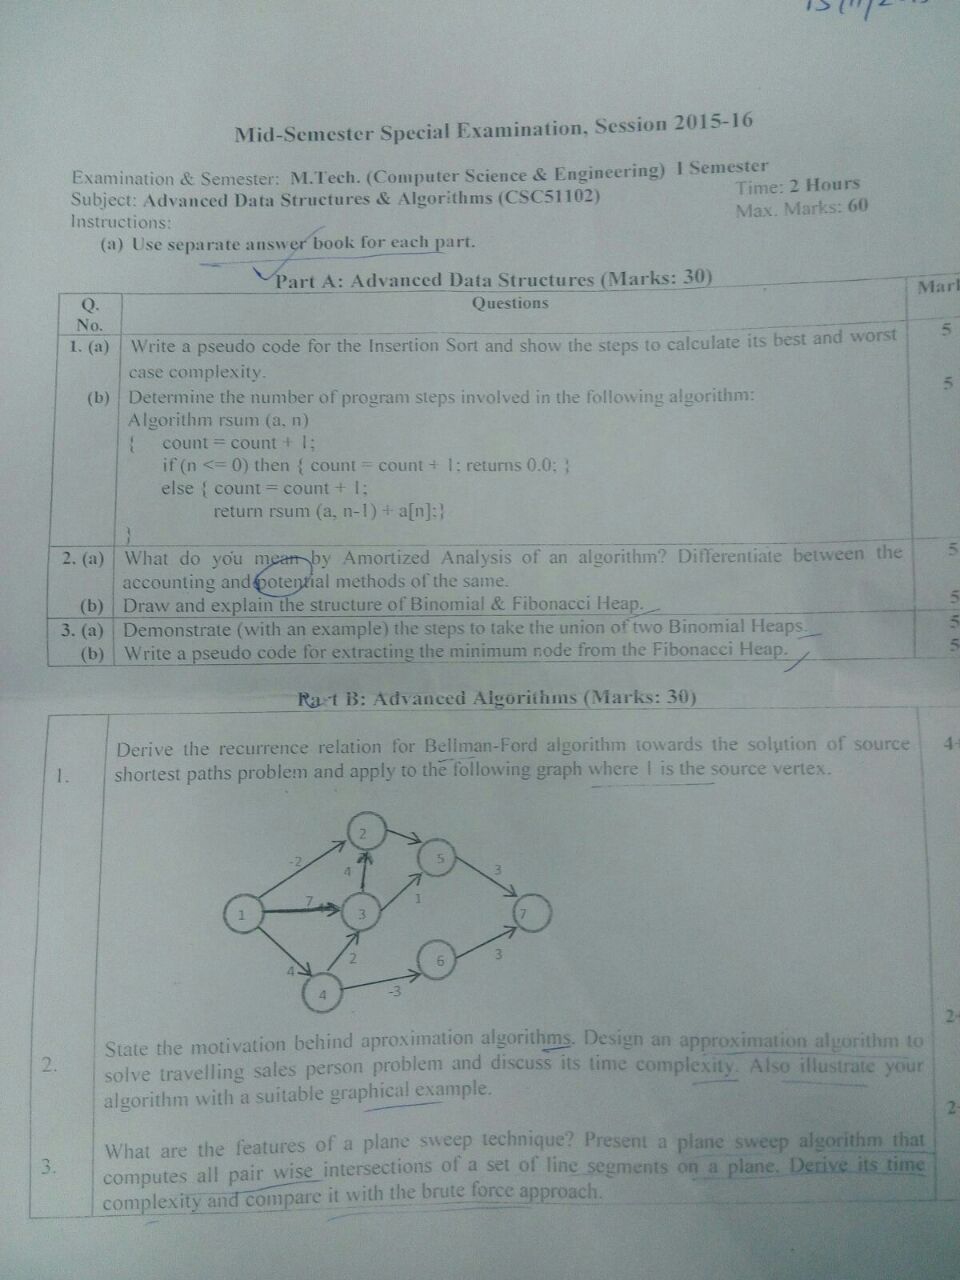 Mid-Semester Special Examination, Session 2015-16
Examination & Semester: M.Tech. (Computer Science & Engineering) I Semester
Subject: Advanced Data Structures & Algorithms (CSC51102)
Time: 2 Hours
Instructions:
Max. Marks: 60
(a) Use separate answer book for each part.
Part A: Advanced Data Structures (Marks: 30)
Q. No.
Questions
1. (a) Write a pseudo code for the Insertion Sort and show the steps to calculate its best and worst 5
case complexity.
(b) Determine the number of program steps involved in the following algorithm: 5
Algorithm rsum (a, n)
{ count = count + 1;
if (n <= 0) then { count = count + 1; returns 0.0; }
else { count = count + 1;
return rsum (a, n-1) + a[n];}
}
2. (a) What do you mean by Amortized Analysis of an algorithm? Differentiate between the 5
accounting and potential methods of the same.
(b) Draw and explain the structure of Binomial & Fibonacci Heap. 5
3. (a) Demonstrate (with an example) the steps to take the union of two Binomial Heaps. 5
(b) Write a pseudo code for extracting the minimum node from the Fibonacci Heap. 5
Part B: Advanced Algorithms (Marks: 30)
1. Derive the recurrence relation for Bellman-Ford algorithm towards the solution of source
shortest paths problem and apply to the following graph where 1 is the source vertex.
2
-2
4
5
3
1
7
3
1
7
4
2
6
3
4
-3
2. State the motivation behind aproximation algorithms. Design an approximation algorithm to
solve travelling sales person problem and discuss its time complexity. Also illustrate your
algorithm with a suitable graphical example.
3. What are the features of a plane sweep technique? Present a plane sweep algorithm that
computes all pair wise intersections of a set of line segments on a plane. Derive its time
complexity and compare it with the brute force approach.